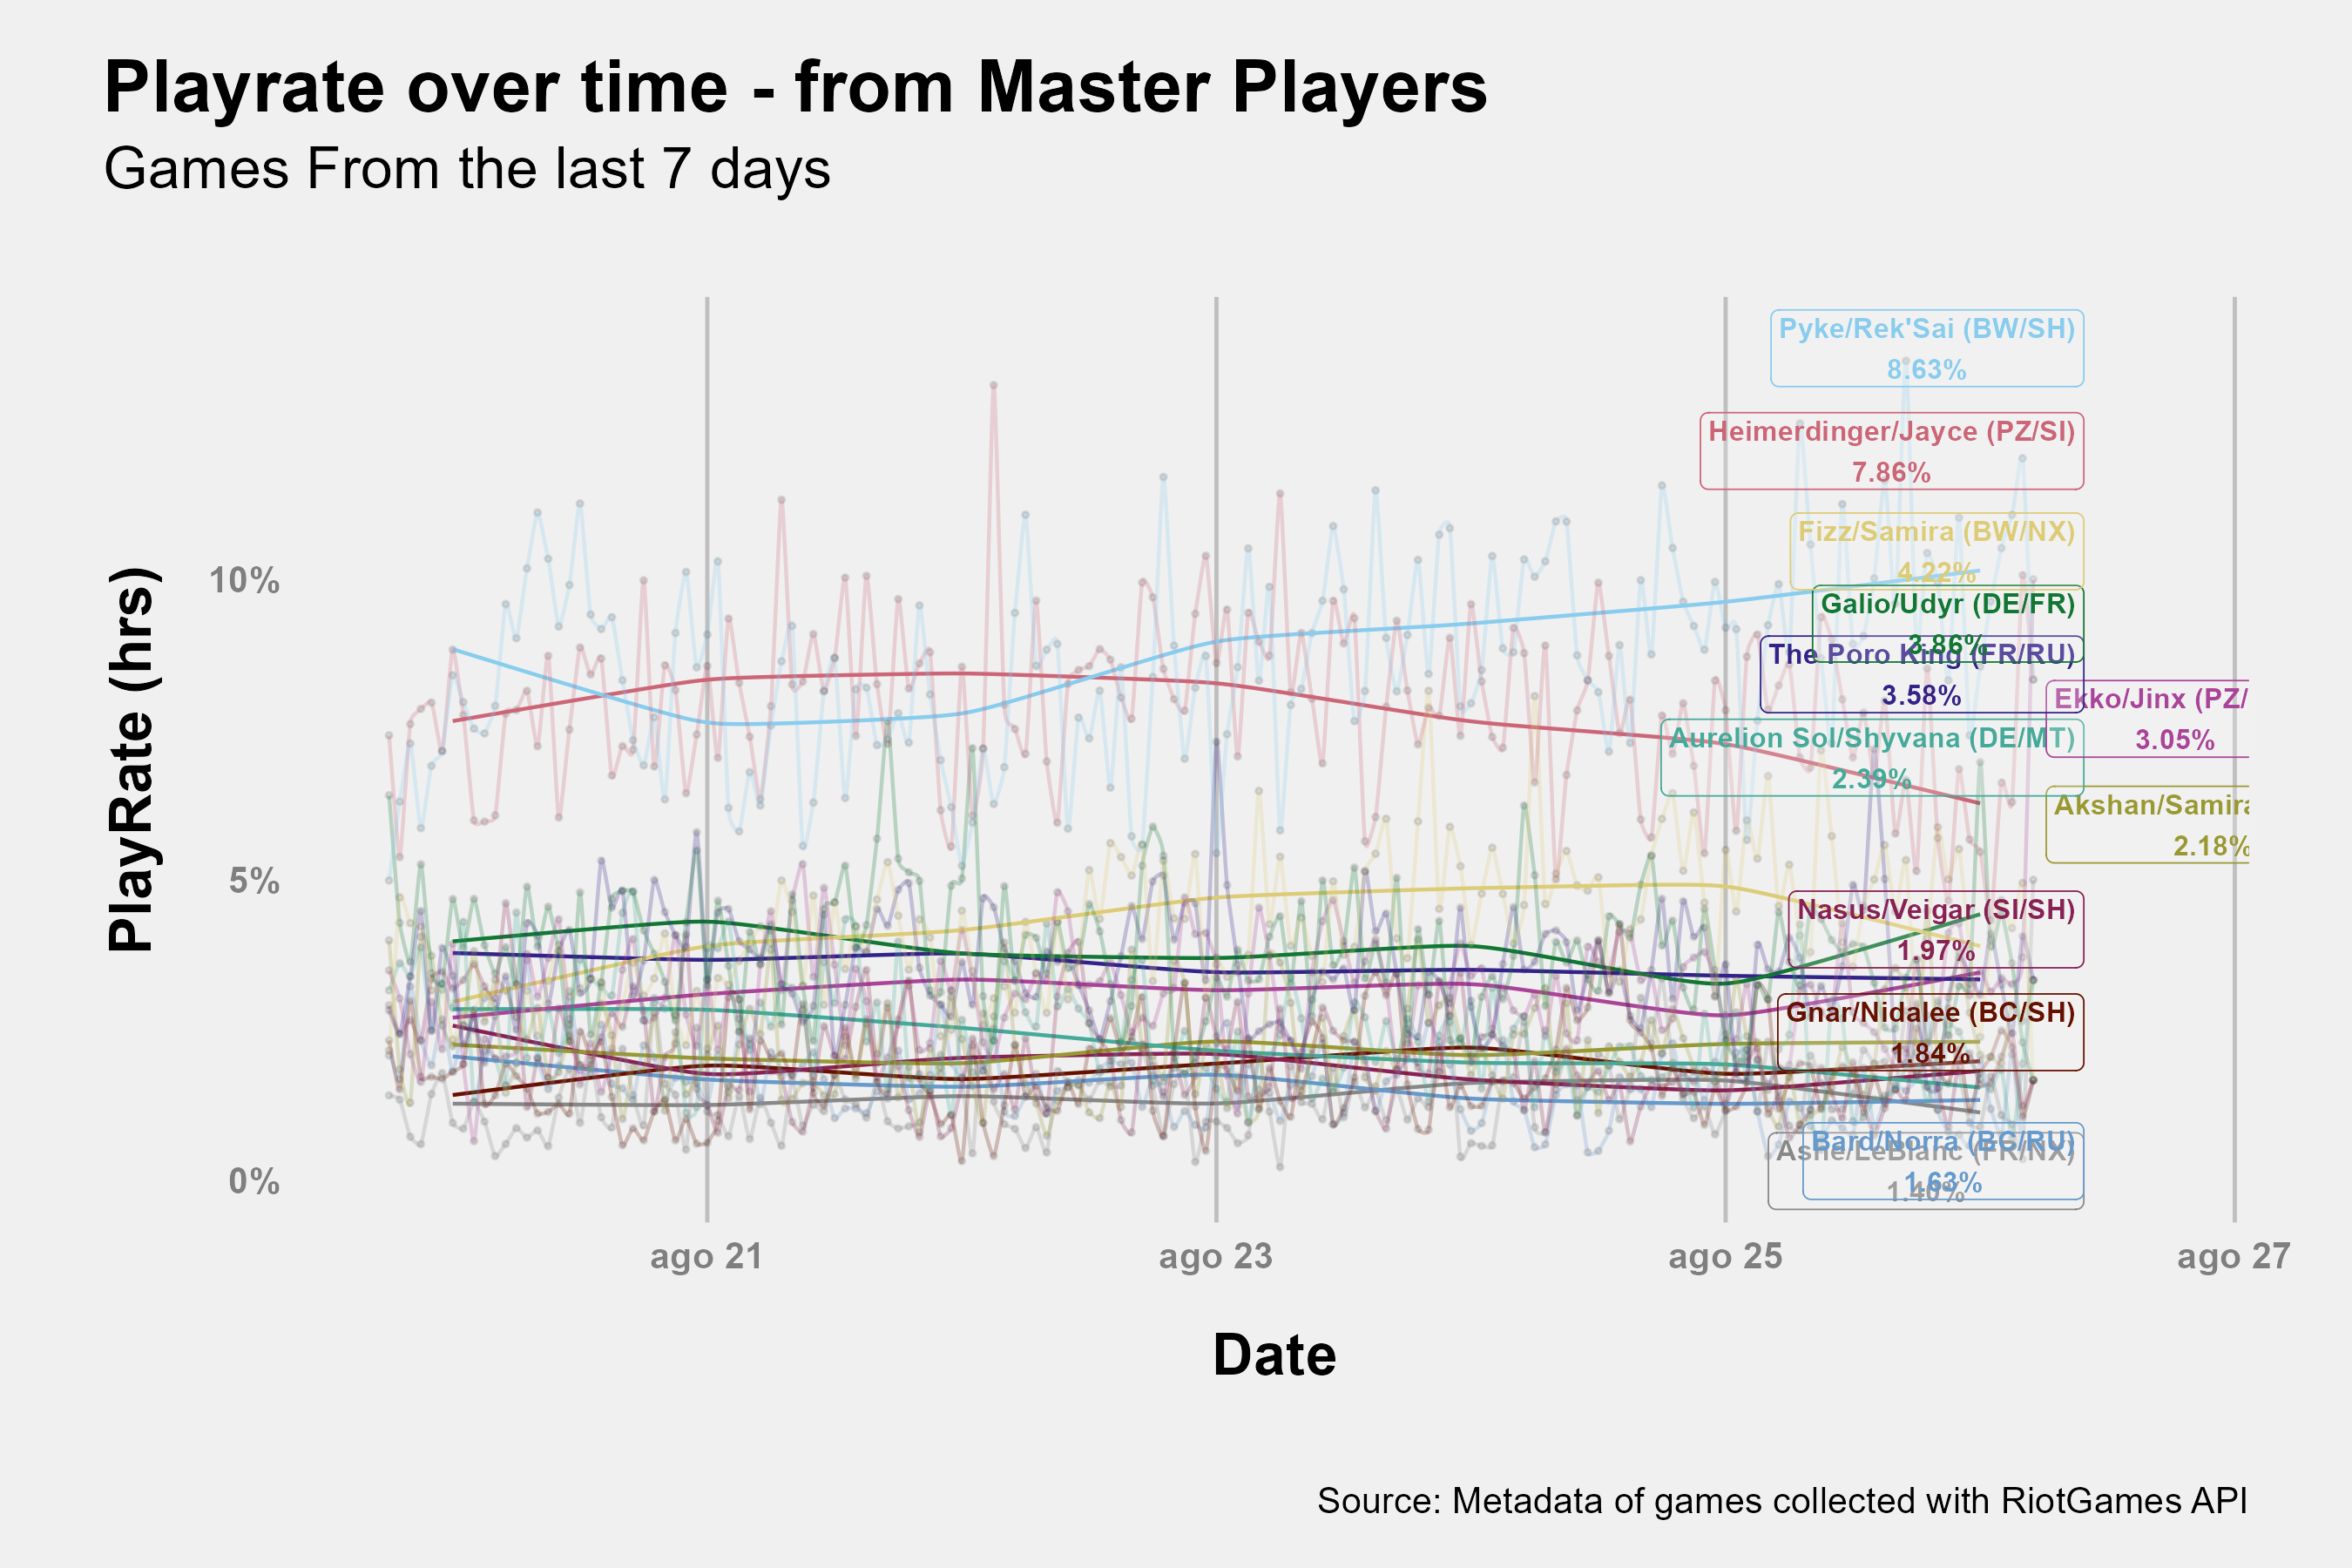 Playrate over time - from Master Players
Games From the last 7 days
PlayRate (hrs)
10%
5%
0%
Pyke/Rek'Sai (BW/SH)
8.63%
Heimerdinger/Jayce (PZ/SI)
7.86%
Fizz/Samira (BW/NX)
4.22%
Galio/Udyr (DE/FR)
3.86%
The Poro King (FR/RU)
3.58%
Ekko/Jinx (PZ/
3.05%
Aurelion Sol/Shyvana (DE/MT)
2.39%
Akshan/Samira
2.18%
Nasus/Veigar (SI/SH)
1.97%
Gnar/Nidalee (BC/SH)
1.84%
Bard/Norra (BC/RU)
1.63%
Ashe/LeBlanc (FR/NX)
1.40%
ago 21
ago 23
ago 25
ago 27
Date
Source: Metadata of games collected with RiotGames API